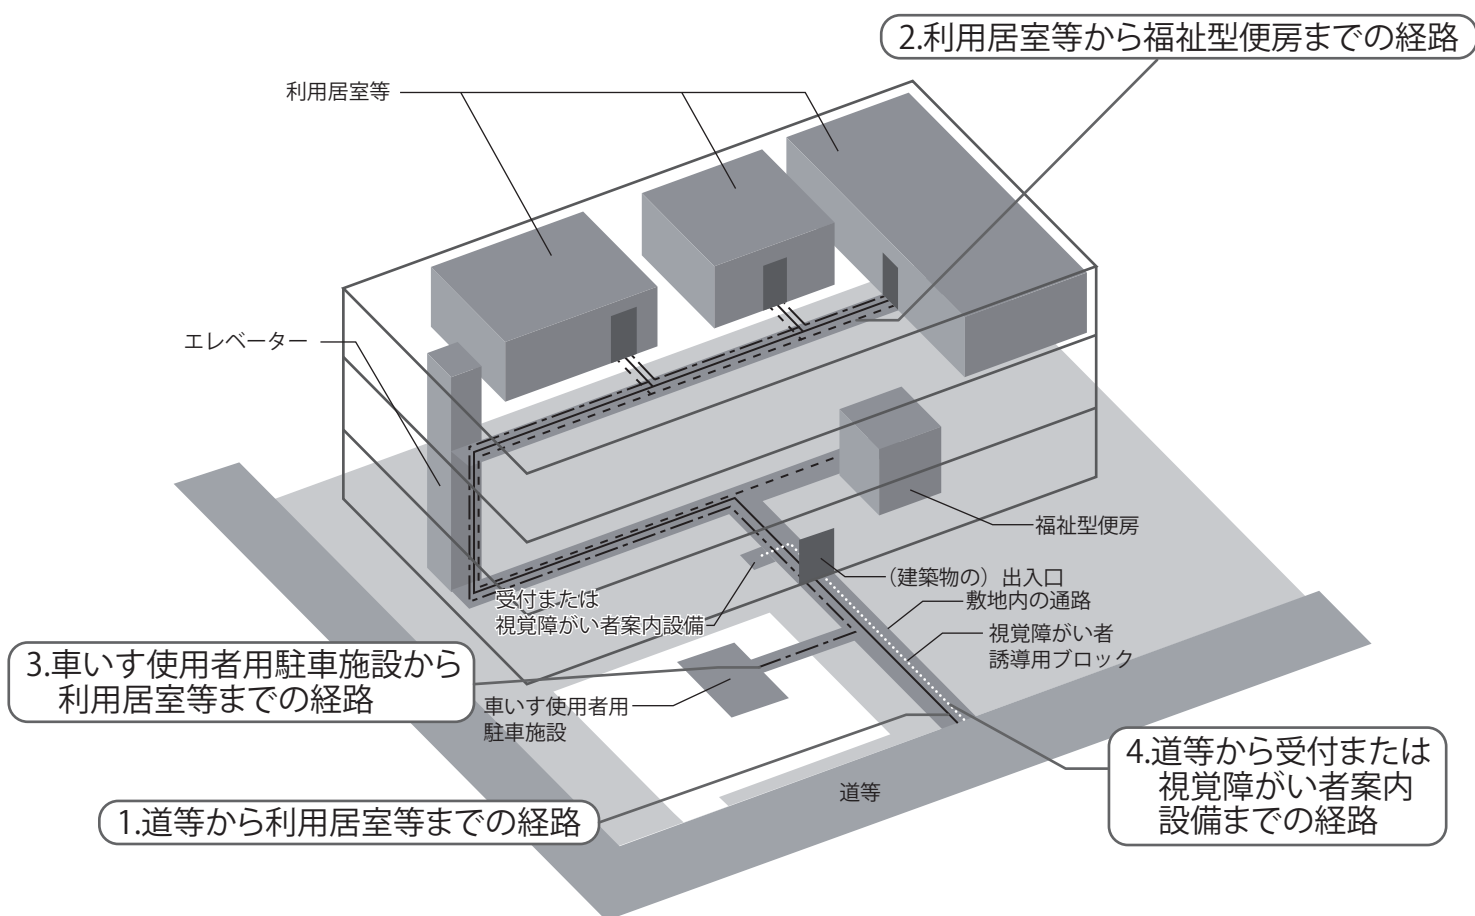 2.利用居室等から福祉型便房までの経路
利用居室等
エレベーター
福祉型便房
(建築物の）出入口
敷地内の通路
受付または
視覚障がい者案内設備
視覚障がい者
誘導用ブロック
3.車いす使用者用駐車施設から
利用居室等までの経路
車いす使用者用
駐車施設
4.道等から受付または
視覚障がい者案内
設備までの経路
道等
1.道等から利用居室等までの経路